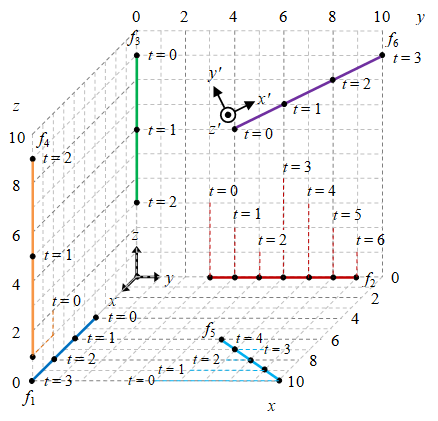 0 2 4 6 8 10 y
f3
f6
t = 0
t = 3
y′
t = 2
x′
t = 1
z
z′
t = 0
10
f4
t = 1
t = 2
t = 3
8
t = 0
t = 4
t = 2
t = 1
t = 5
6
z
t = 2
t = 6
t = 1
4
y
f2
0
x
2
t = 0
t = 0
4
2
f5
t = 4
6
t = 1
t = 3
t = 2
t = 2
8
t = 1
0
t = 3
t = 0
10
f1
x